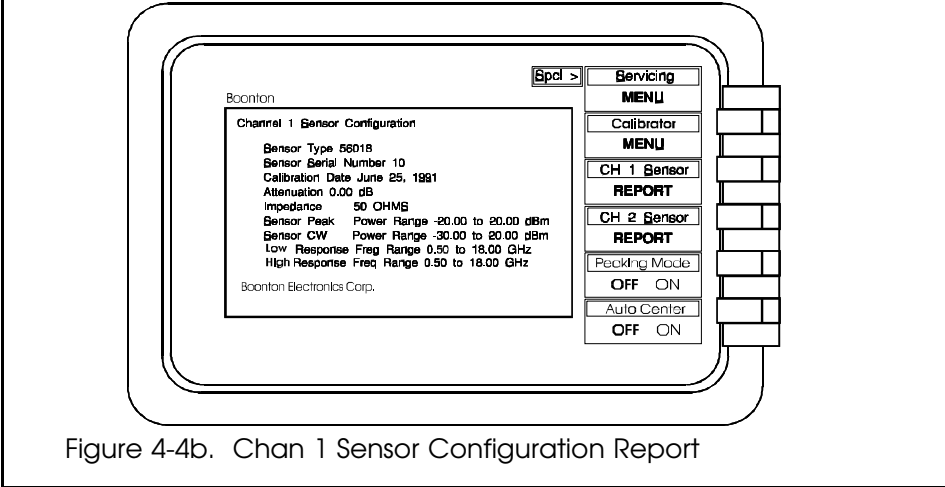 Spcl >
Servicing
MENU
Boonton
Channel 1 Sensor Configuration
Calibrator
MENU
Sensor Type 56018
Sensor Serial Number 10
Calibration Date June 25, 1991
Attenuation 0.00 dB
Impedance 50 OHMS
Sensor Peak Power Range -20.00 to 20.00 dBm
Sensor CW Power Range -30.00 to 20.00 dBm
Low Response Freq Range 0.50 to 18.00 GHz
High Response Freq Range 0.50 to 18.00 GHz
Boonton Electronics Corp.
CH 1 Sensor
REPORT
CH 2 Sensor
REPORT
Peaking Mode
OFF ON
Auto Center
OFF ON
Figure 4-4b. Chan 1 Sensor Configuration Report